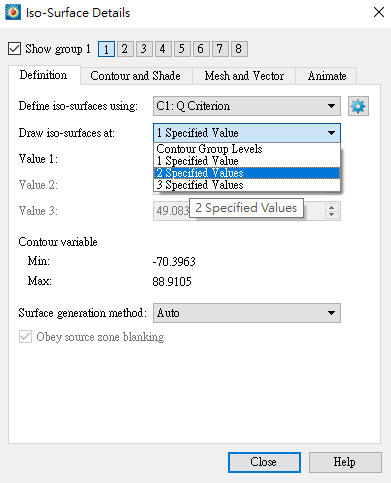 Iso-Surface Details
Show group 1 1 2 3 4 5 6 7 8
Definition Contour and Shade Mesh and Vector Animate
Define iso-surfaces using: C1: Q Criterion
Draw iso-surfaces at: 1 Specified Value
Contour Group Levels
Value 1: 1 Specified Value
2 Specified Values
Value 2: 3 Specified Values
2 Specified Values
Value 3: 49.083
Contour variable
Min: -70.3963
Max: 88.9105
Surface generation method: Auto
Obey source zone blanking
Close Help